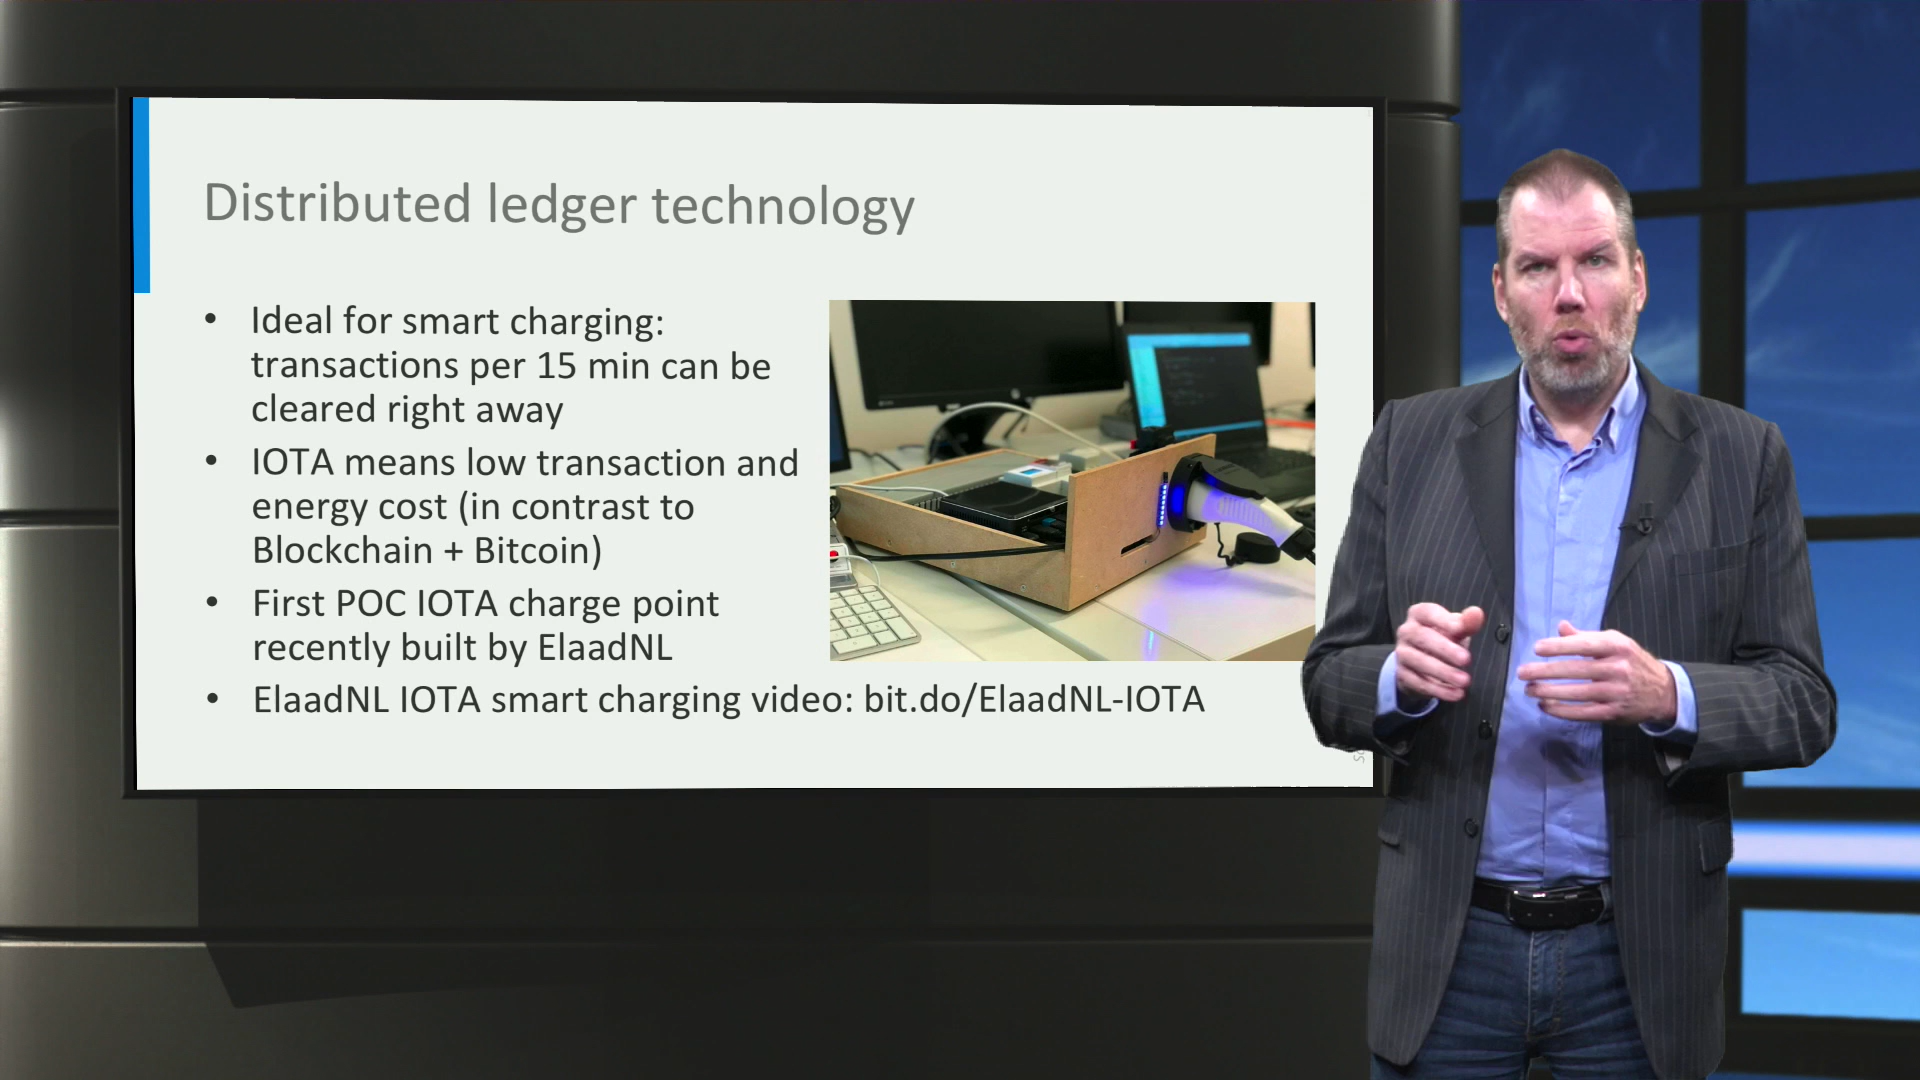 Distributed ledger technology
• Ideal for smart charging:
transactions per 15 min can be
cleared right away
• IOTA means low transaction and
energy cost (in contrast to
Blockchain + Bitcoin)
• First POC IOTA charge point
recently built by ElaadNL
• ElaadNL IOTA smart charging video: bit.do/ElaadNL-IOTA